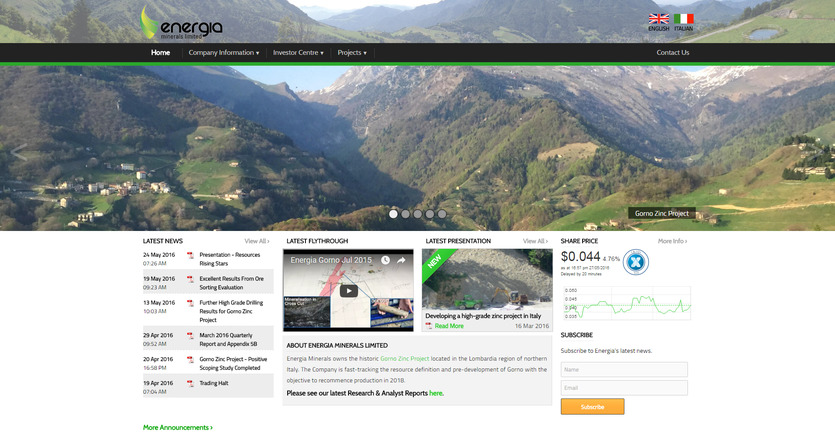 energia
minerals limited
ENGLISH ITALIAN
Home Company Information ▾ Investor Centre ▾ Projects ▾ Contact Us
Gorno Zinc Project
LATEST NEWS View All ›
24 May 2016
07:26 AM
Presentation - Resources
Rising Stars
19 May 2016
09:23 AM
Excellent Results From Ore
Sorting Evaluation
13 May 2016
10:03 AM
Further High Grade Drilling
Results for Gorno Zinc
Project
29 Apr 2016
09:52 AM
March 2016 Quarterly
Report and Appendix 5B
20 Apr 2016
16:58 PM
Gorno Zinc Project - Positive
Scoping Study Completed
19 Apr 2016
07:04 AM
Trading Halt
More Announcements ›
LATEST FLYTHROUGH
Energia Gorno Jul 2015
Mineralisation in
Cross Cut
LATEST PRESENTATION View All ›
NEW
Developing a high-grade zinc project in Italy
Read More 16 Mar 2016
ABOUT ENERGIA MINERALS LIMITED
Energia Minerals owns the historic Gorno Zinc Project located in the Lombardia region of northern
Italy. The Company is fast-tracking the resource definition and pre-development of Gorno with the
objective to recommence production in 2018.
Please see our latest Research & Analyst Reports here.
SHARE PRICE More Info ›
$0.044 4.76%
Delayed by 20 minutes
0.050
0.045
0.040
0.035
SUBSCRIBE
Subscribe to Energia's latest news.
Name
Email
Subscribe